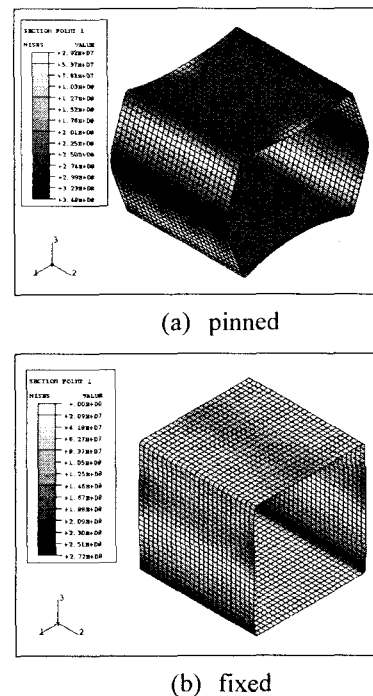 SECTION POINT 1
MISES VALUE
+2.92E+07
+5.37E+07
+7.81E+07
+1.03E+08
+1.27E+08
+1.52E+08
+1.76E+08
+2.01E+08
+2.25E+08
+2.50E+08
+2.74E+08
+2.99E+08
+3.23E+08
+3.48E+08
3
1
2
(a) pinned
SECTION POINT 1
MISES VALUE
+.00E+00
+2.09E+07
+4.18E+07
+6.27E+07
+8.37E+07
+1.05E+08
+1.25E+08
+1.46E+08
+1.67E+08
+1.88E+08
+2.09E+08
+2.30E+08
+2.51E+08
+2.72E+08
3
1
2
(b) fixed